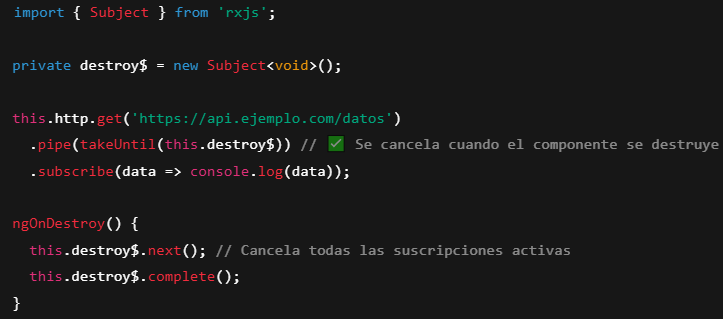 import { Subject } from 'rxjs';
private destroy$ = new Subject<void>();
this.http.get('https://api.ejemplo.com/datos')
  .pipe(takeUntil(this.destroy$)) // ✅ Se cancela cuando el componente se destruye
  .subscribe(data => console.log(data));
ngOnDestroy() {
  this.destroy$.next(); // Cancela todas las suscripciones activas
  this.destroy$.complete();
}